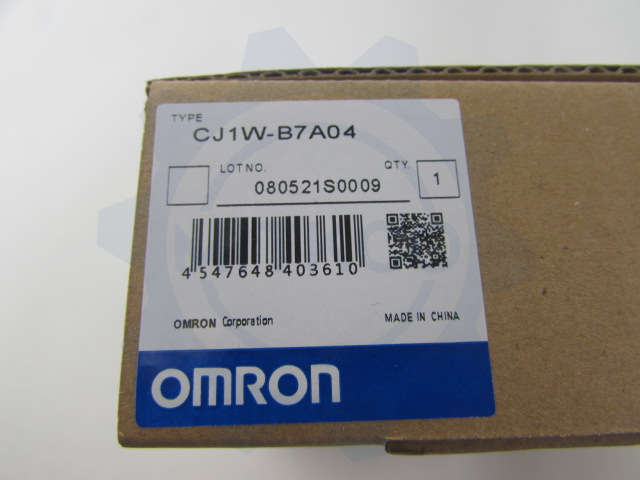 TYPE
CJ1W-B7A04
LOT NO.
QTY.
080521S0009
1
4 547648 403610
OMRON Corporation
MADE IN CHINA
OMRON